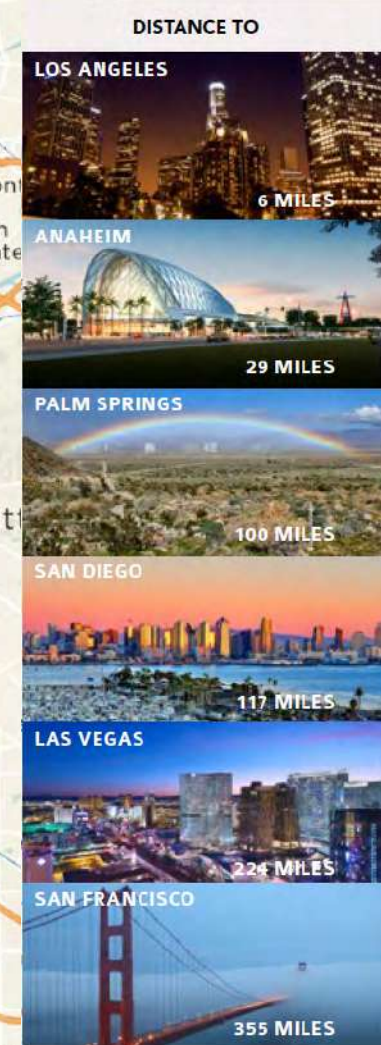 DISTANCE TO
LOS ANGELES
6 MILES
ANAHEIM
29 MILES
PALM SPRINGS
100 MILES
SAN DIEGO
117 MILES
LAS VEGAS
224 MILES
SAN FRANCISCO
355 MILES